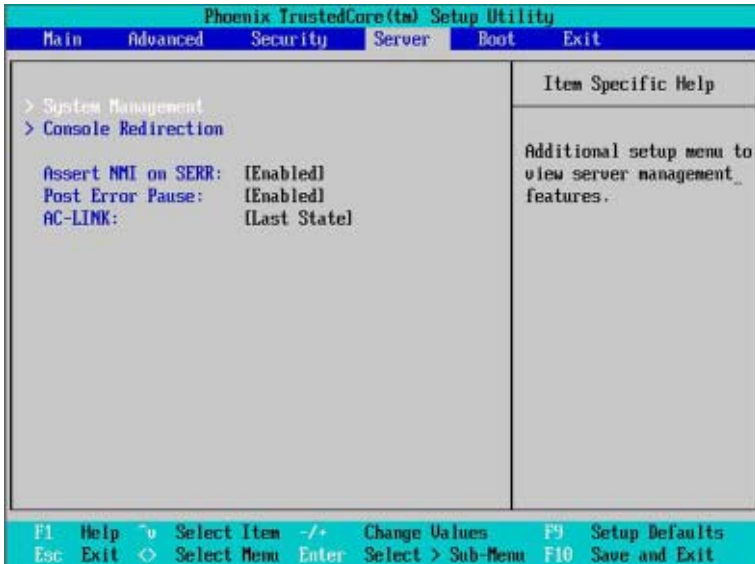 Phoenix TrustedCore(tm) Setup Utility
Main Advanced Security Server Boot Exit
> System Management
> Console Redirection
Assert NMI on SERR: [Enabled]
Post Error Pause: [Enabled]
AC-LINK: [Last State]
Item Specific Help
Additional setup menu to
view server management_
features.
F1 Help ^v Select Item -/+ Change Values F9 Setup Defaults
Esc Exit <> Select Menu Enter Select > Sub-Menu F10 Save and Exit